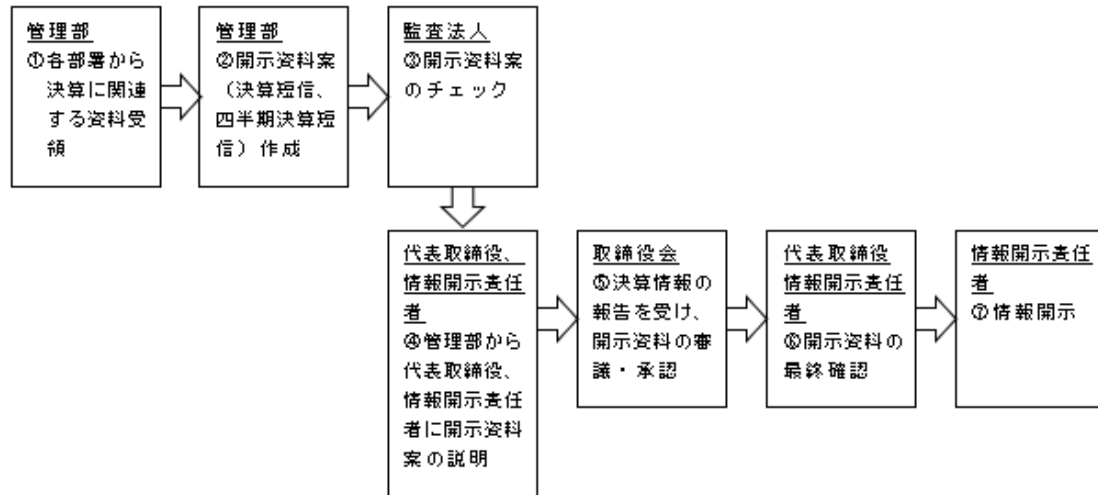 管理部
①各部署から
決算に関連
する資料受
領
管理部
②開示資料案
（決算短信、
四半期決算短
信）作成
監査法人
③開示資料案
のチェック
代表取締役、
情報開示責任
者
④管理部から
代表取締役、
情報開示責任
者に開示資料
案の説明
取締役会
⑤決算情報の
報告を受け、
開示資料の審
議・承認
代表取締役
情報開示責任
者
⑥開示資料の
最終確認
情報開示責任
者
⑦情報開示